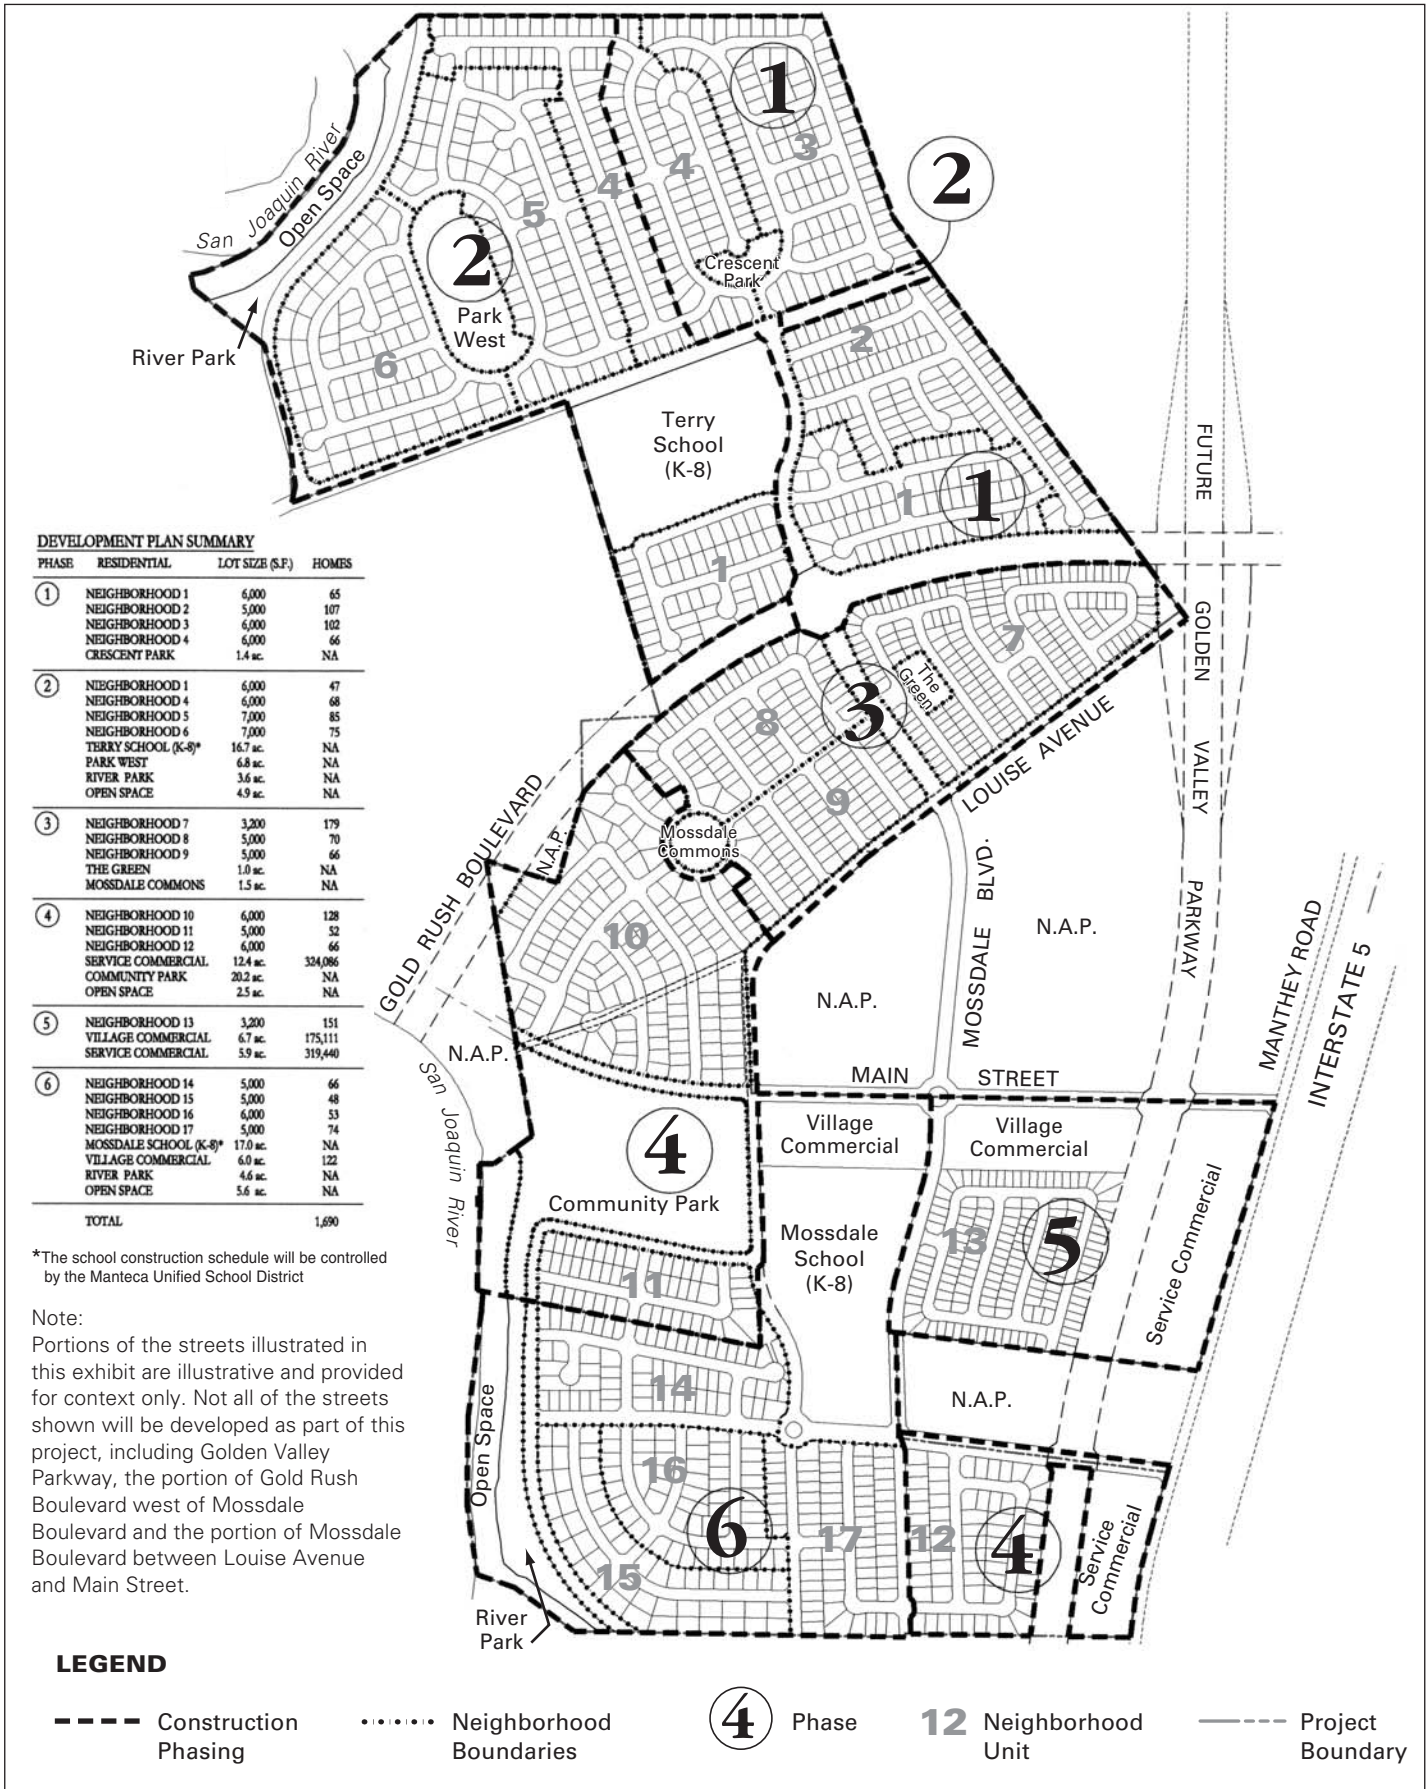 1
3
4
4
5
2
2
San Joaquin River
Open Space
Crescent
Park
Park
West
River Park
6
2
Terry
School
(K-8)
1
1
1
FUTURE
GOLDEN
VALLEY
PARKWAY
DEVELOPMENT PLAN SUMMARY
PHASE RESIDENTIAL LOT SIZE (S.F.) HOMES
1 NEIGHBORHOOD 1 6,000 65
NEIGHBORHOOD 2 5,000 107
NEIGHBORHOOD 3 6,000 102
NEIGHBORHOOD 4 6,000 66
CRESCENT PARK 1.4 ac. NA
2 NIEGHBORHOOD 1 6,000 47
NEIGHBORHOOD 4 6,000 68
NEIGHBORHOOD 5 7,000 85
NEIGHBORHOOD 6 7,000 75
TERRY SCHOOL (K-8)* 16.7 ac. NA
PARK WEST 6.8 ac. NA
RIVER PARK 3.6 ac. NA
OPEN SPACE 4.9 ac. NA
3 NEIGHBORHOOD 7 3,200 179
NEIGHBORHOOD 8 5,000 70
NEIGHBORHOOD 9 5,000 66
THE GREEN 1.0 ac. NA
MOSSDALE COMMONS 1.5 ac. NA
4 NEIGHBORHOOD 10 6,000 128
NEIGHBORHOOD 11 5,000 52
NEIGHBORHOOD 12 6,000 66
SERVICE COMMERCIAL 12.4 ac. 324,086
COMMUNITY PARK 20.2 ac. NA
OPEN SPACE 2.5 ac. NA
5 NEIGHBORHOOD 13 3,200 151
VILLAGE COMMERCIAL 6.7 ac. 175,111
SERVICE COMMERCIAL 5.9 ac. 319,440
6 NEIGHBORHOOD 14 5,000 66
NEIGHBORHOOD 15 5,000 48
NEIGHBORHOOD 16 6,000 53
NEIGHBORHOOD 17 5,000 74
MOSSDALE SCHOOL (K-8)* 17.0 ac. NA
VILLAGE COMMERCIAL 6.0 ac. 122
RIVER PARK 4.6 ac. NA
OPEN SPACE 5.6 ac. NA
TOTAL 1,690
*The school construction schedule will be controlled
by the Manteca Unified School District
Note:
Portions of the streets illustrated in
this exhibit are illustrative and provided
for context only. Not all of the streets
shown will be developed as part of this
project, including Golden Valley
Parkway, the portion of Gold Rush
Boulevard west of Mossdale
Boulevard and the portion of Mossdale
Boulevard between Louise Avenue
and Main Street.
7
The
Green
3
8
9
LOUISE AVENUE
GOLD RUSH BOULEVARD
N.A.P.
Mossdale
Commons
10
MOSSDALE BLVD.
N.A.P.
N.A.P.
N.A.P.
MANTHEY ROAD
INTERSTATE 5
San Joaquin River
MAIN STREET
Village
Commercial
Village
Commercial
4
Community Park
Mossdale
School
(K-8)
13
5
Service Commercial
11
14
N.A.P.
Open Space
16
6
15
17
12
4
Service
Commercial
River
Park
LEGEND
Construction
Phasing
Neighborhood
Boundaries
4 Phase
12 Neighborhood
Unit
Project
Boundary